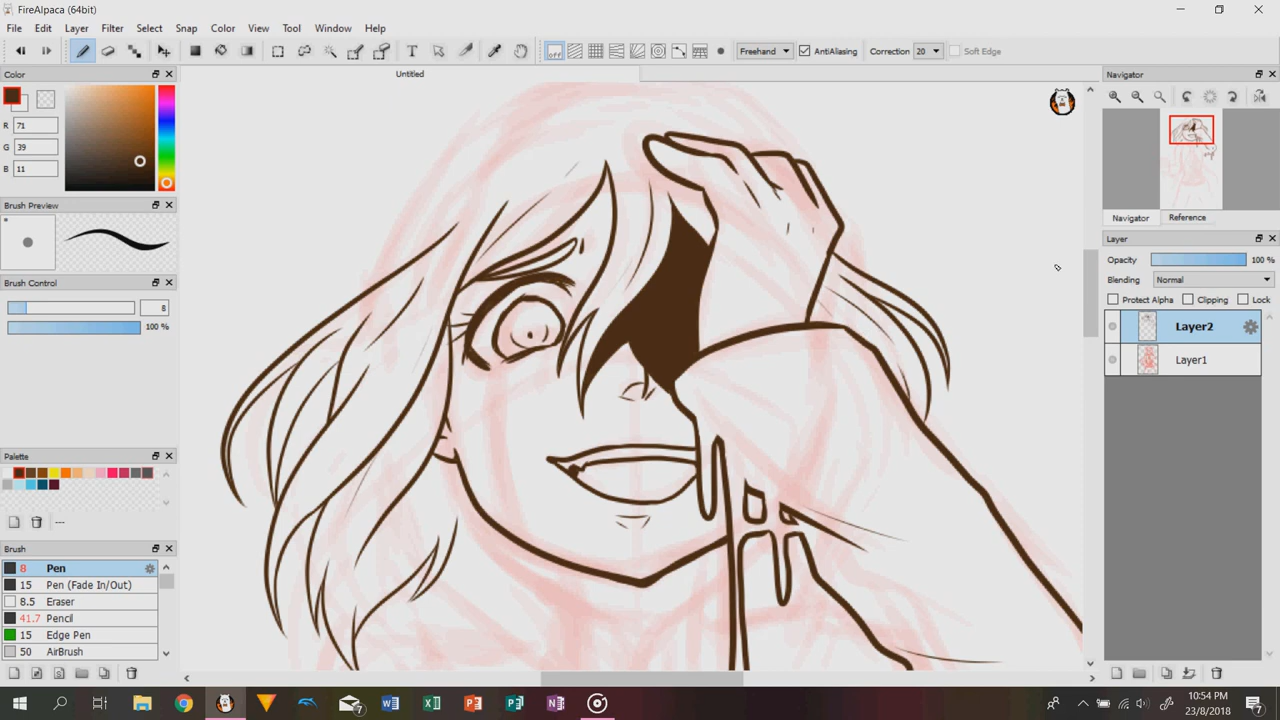 FireAlpaca (64bit)
File Edit Layer Filter Select Snap Color View Tool Window Help
off Freehand AntiAliasing Correction 20 Soft Edge
Color
Untitled
Navigator
R 71
G 39
B 11
Brush Preview
Navigator Reference
Layer
Opacity 100 %
Brush Control
Blending Normal
8
Protect Alpha Clipping Lock
100 %
Layer2
Layer1
Palette
---
Brush
8 Pen
15 Pen (Fade In/Out)
8.5 Eraser
41.7 Pencil
15 Edge Pen
50 AirBrush
10:54 PM
23/8/2018
7
7